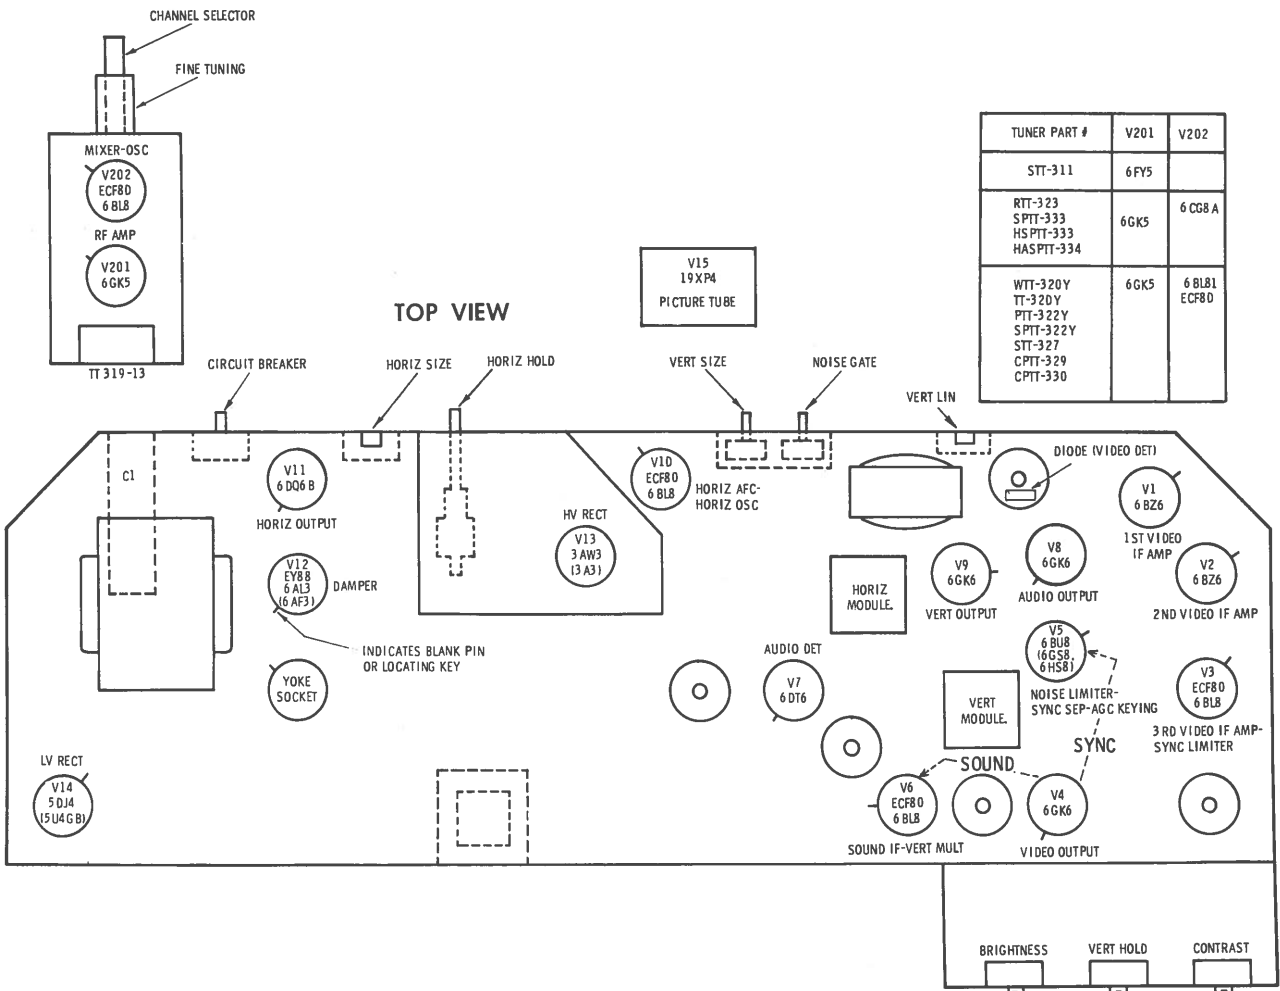 CHANNEL SELECTOR
FINE TUNING
MIXER-OSC
V202
ECF80
6BL8
RF AMP
V201
6GK5
TT319-13
TOP VIEW
V15
19XP4
PICTURE TUBE
TUNER PART # V201 V202
STT-311 6FY5
RTT-323
SPTT-333
HSPTT-333
HASPTT-334
6GK5
6CG8A
WTT-320Y
TT-320Y
PTT-322Y
SPTT-322Y
STT-327
CPTT-329
CPTT-330
6GK5
6BL81
ECF80
CIRCUIT BREAKER
HORIZ SIZE
HORIZ HOLD
VERT SIZE
NOISE GATE
VERT LIN
DIODE (VIDEO DET)
C1
V11
6DQ6B
HORIZ OUTPUT
V12
EY88
6AL3
(6AF3)
DAMPER
INDICATES BLANK PIN
OR LOCATING KEY
YOKE
SOCKET
LV RECT
V14
5DJ4
(5U4GB)
HV RECT
V13
3AW3
(3A3)
V10
ECF80
6BL8
HORIZ AFC-
HORIZ OSC
HORIZ
MODULE.
V9
6GK6
VERT OUTPUT
V8
6GK6
AUDIO OUTPUT
V1
6BZ6
1ST VIDEO
IF AMP
V2
6BZ6
2ND VIDEO IF AMP
V5
6BU8
(6GS8,
6HS8)
NOISE LIMITER-
SYNC SEP-AGC KEYING
V3
ECF80
6BL8
3RD VIDEO IF AMP-
SYNC LIMITER
AUDIO DET
V7
6DT6
VERT
MODULE.
SYNC
SOUND
V6
ECF80
6BL8
SOUND IF-VERT MULT
V4
6GK6
VIDEO OUTPUT
BRIGHTNESS
VERT HOLD
CONTRAST